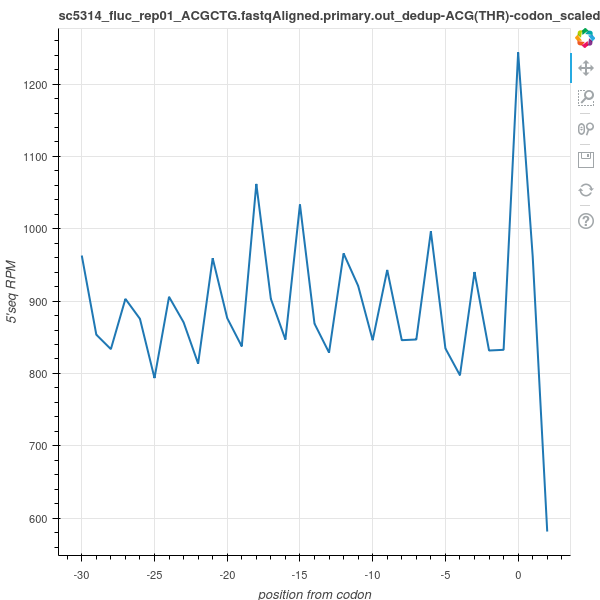 sc5314_fluc_rep01_ACGCTG.fastqAligned.primary.out_dedup-ACG(THR)-codon_scaled
1200
1100
1000
900
800
700
600
5'seq RPM
-30 -25 -20 -15 -10 -5 0
position from codon